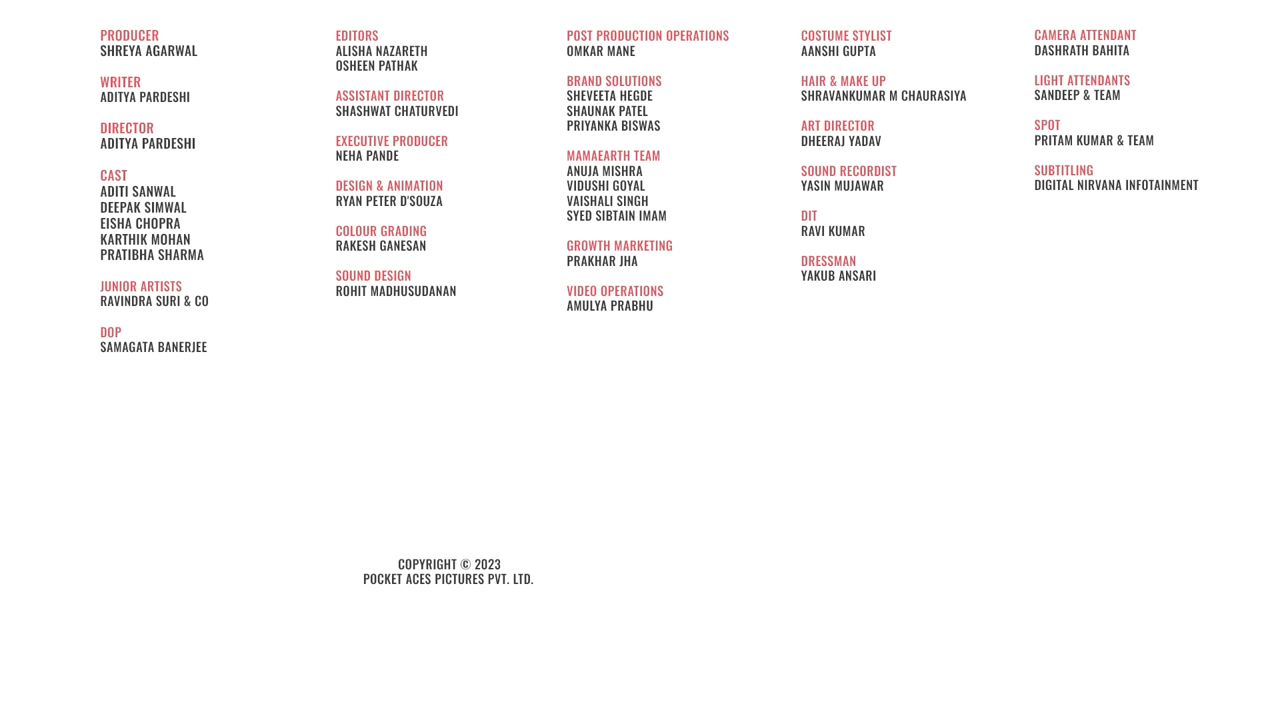 PRODUCER
SHREYA AGARWAL
WRITER
ADITYA PARDESHI
DIRECTOR
ADITYA PARDESHI
CAST
ADITI SANWAL
DEEPAK SIMWAL
EISHA CHOPRA
KARTHIK MOHAN
PRATIBHA SHARMA
JUNIOR ARTISTS
RAVINDRA SURI & CO
DOP
SAMAGATA BANERJEE
EDITORS
ALISHA NAZARETH
OSHEEN PATHAK
ASSISTANT DIRECTOR
SHASHWAT CHATURVEDI
EXECUTIVE PRODUCER
NEHA PANDE
DESIGN & ANIMATION
RYAN PETER D'SOUZA
COLOUR GRADING
RAKESH GANESAN
SOUND DESIGN
ROHIT MADHUSUDANAN
POST PRODUCTION OPERATIONS
OMKAR MANE
BRAND SOLUTIONS
SHEVEETA HEGDE
SHAUNAK PATEL
PRIYANKA BISWAS
MAMAEARTH TEAM
ANUJA MISHRA
VIDUSHI GOYAL
VAISHALI SINGH
SYED SIBTAIN IMAM
GROWTH MARKETING
PRAKHAR JHA
VIDEO OPERATIONS
AMULYA PRABHU
COSTUME STYLIST
AANSHI GUPTA
HAIR & MAKE UP
SHRAVANKUMAR M CHAURASIYA
ART DIRECTOR
DHEERAJ YADAV
SOUND RECORDIST
YASIN MUJAWAR
DIT
RAVI KUMAR
DRESSMAN
YAKUB ANSARI
CAMERA ATTENDANT
DASHRATH BAHITA
LIGHT ATTENDANTS
SANDEEP & TEAM
SPOT
PRITAM KUMAR & TEAM
SUBTITLING
DIGITAL NIRVANA INFOTAINMENT
COPYRIGHT © 2023
POCKET ACES PICTURES PVT. LTD.